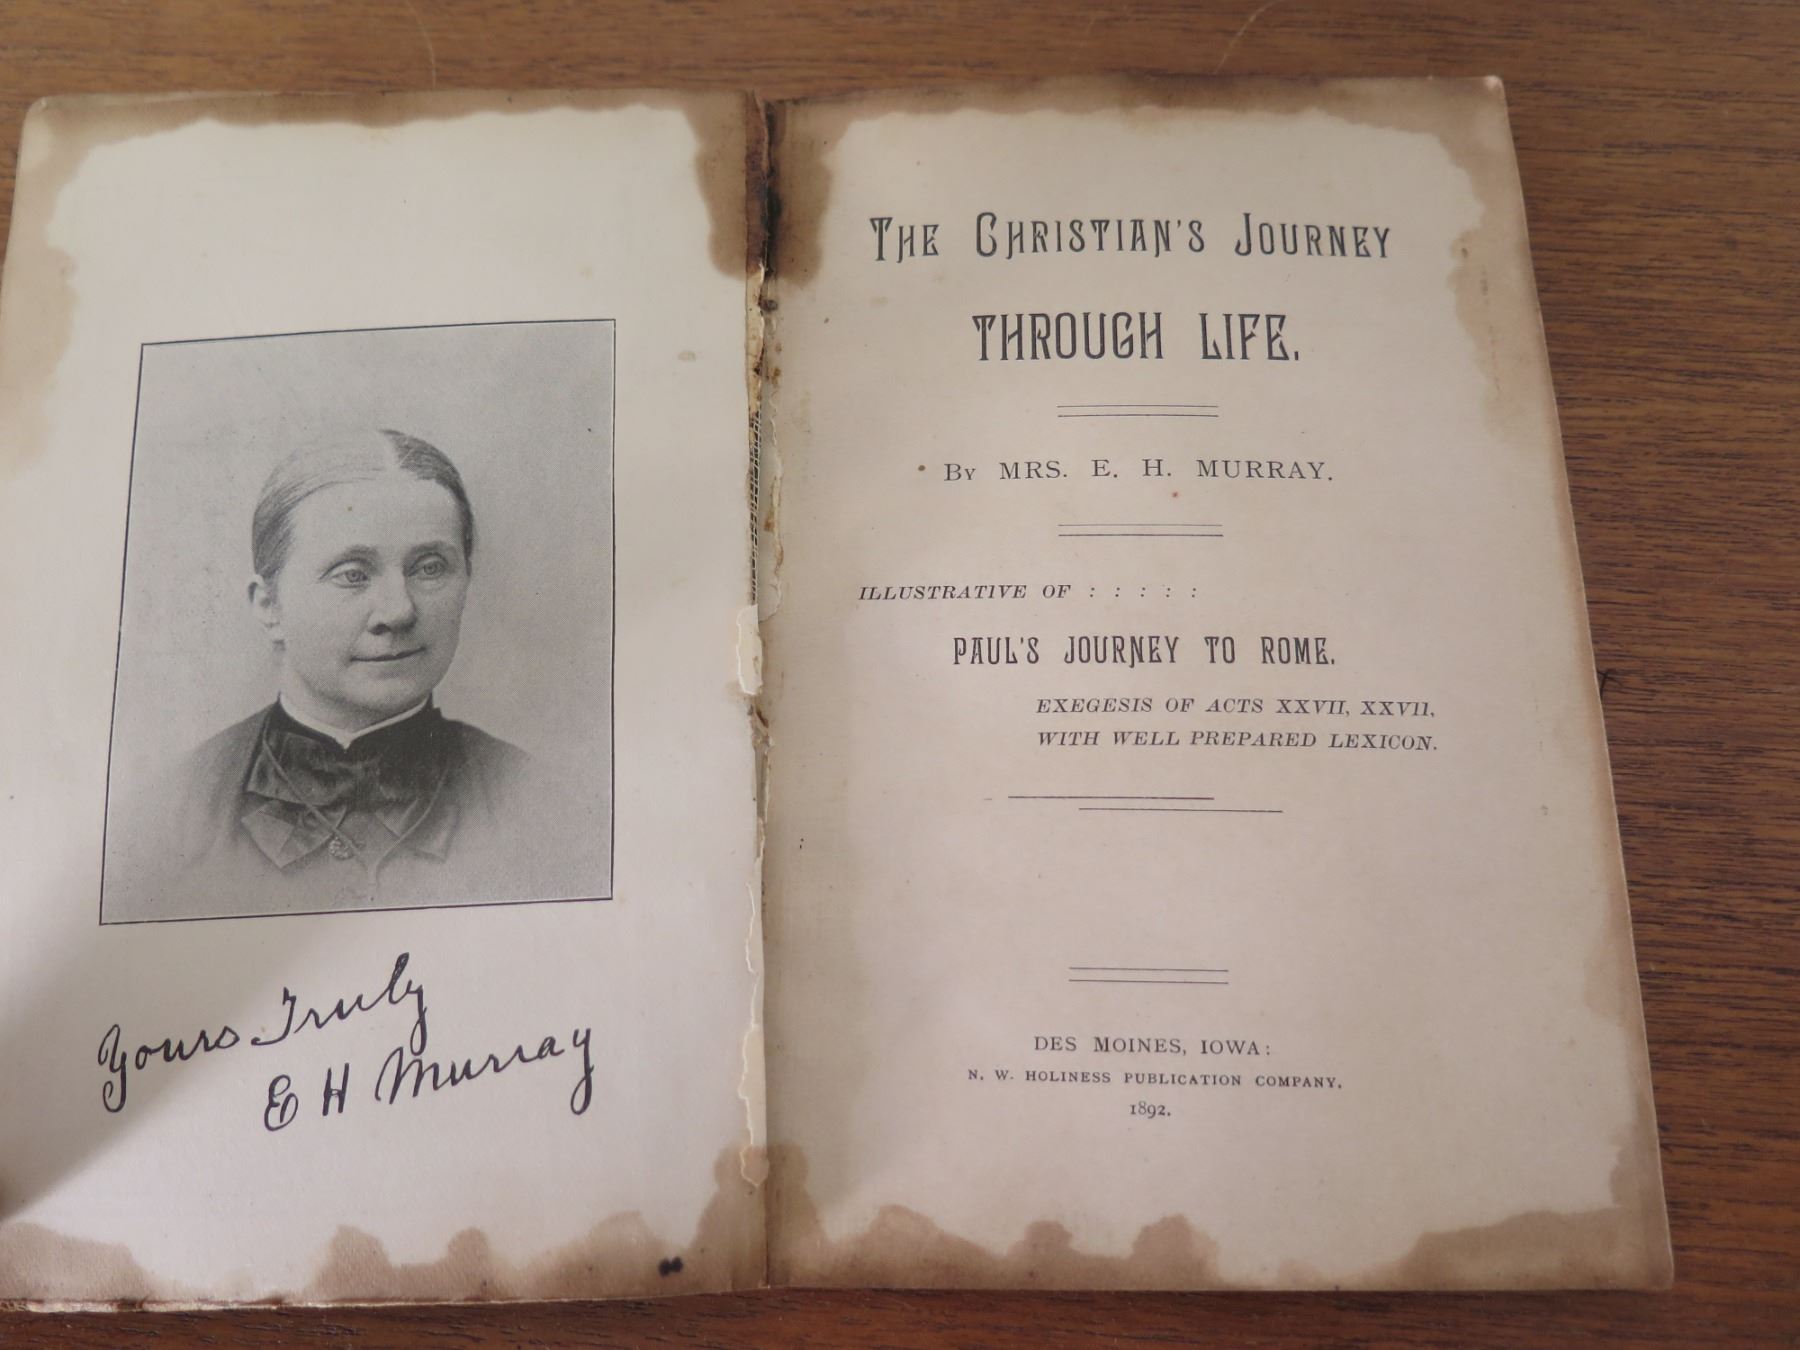 Yours Truly
E H Murray
THE CHRISTIAN'S JOURNEY
THROUGH LIFE.
BY MRS. E. H. MURRAY.
ILLUSTRATIVE OF : : : : :
PAUL'S JOURNEY TO ROME.
EXEGESIS OF ACTS XXVII, XXVII,
WITH WELL PREPARED LEXICON.
DES MOINES, IOWA:
N. W. HOLINESS PUBLICATION COMPANY.
1892.